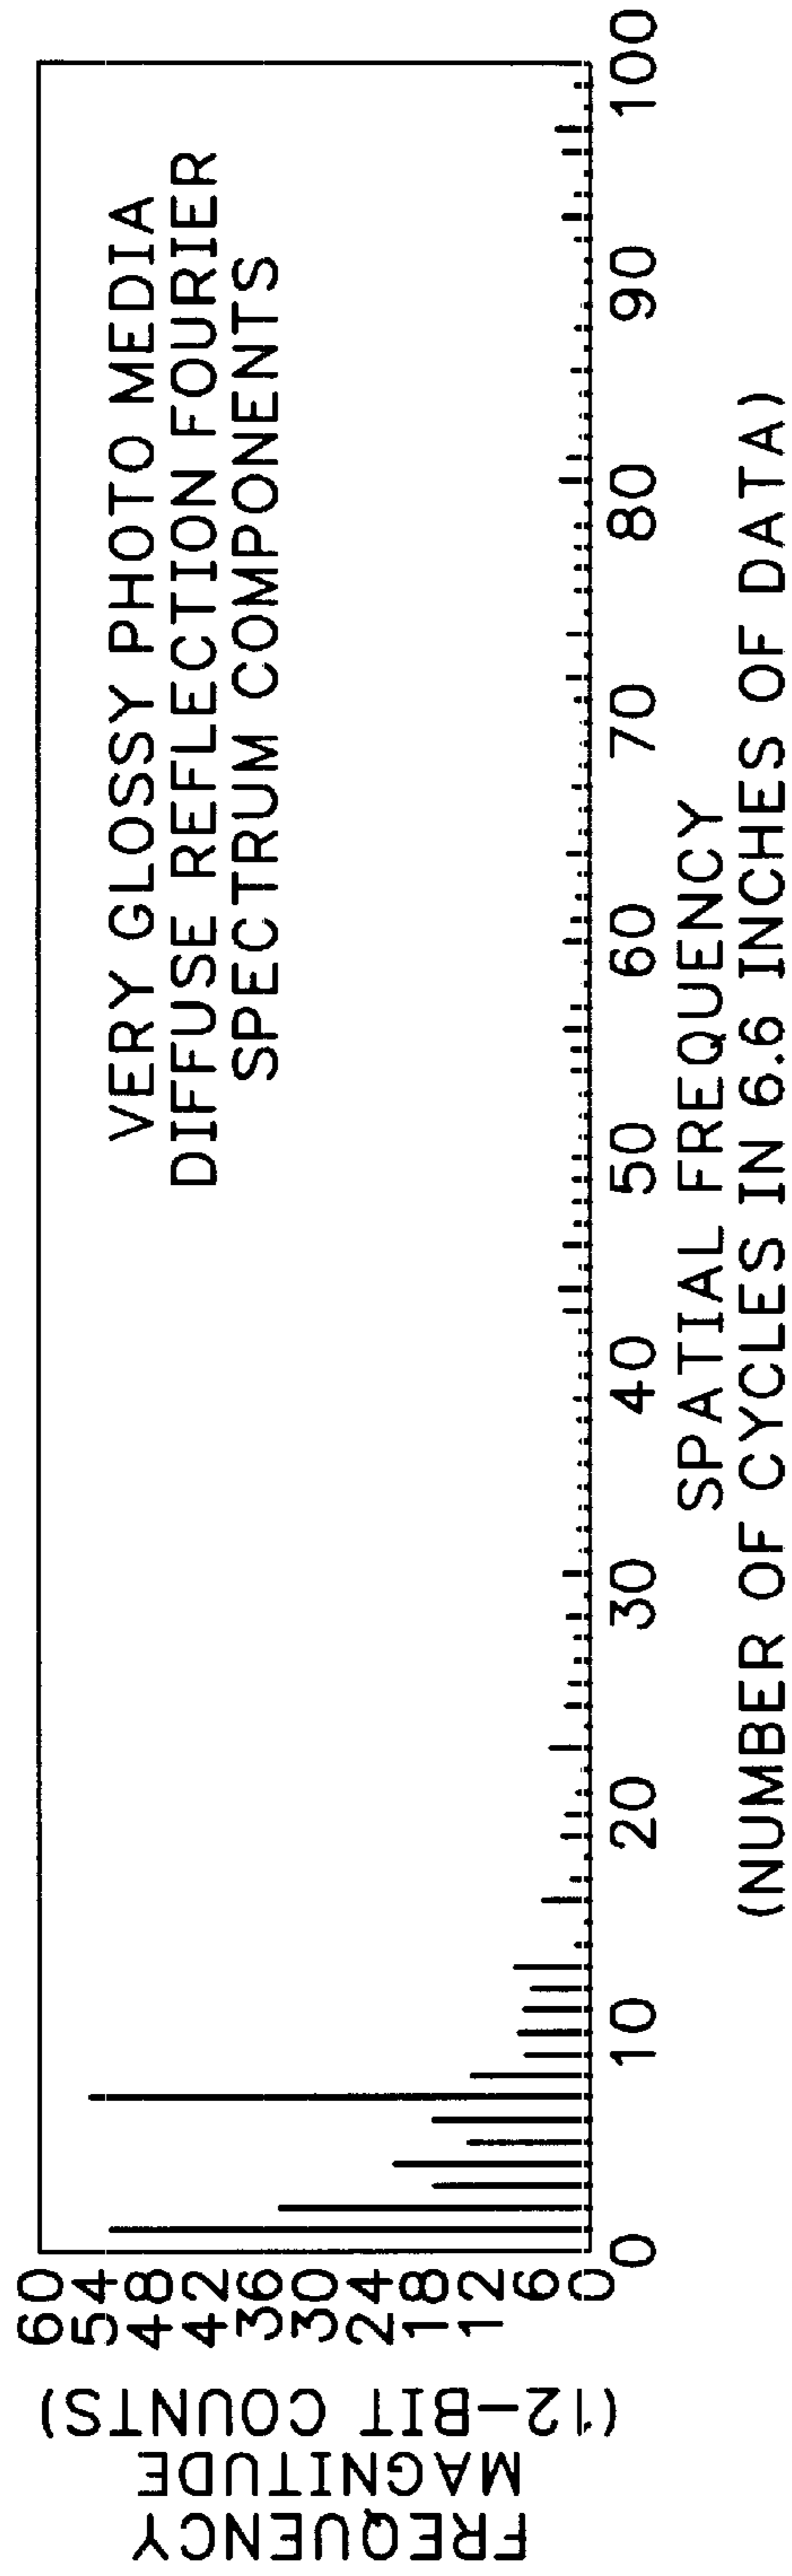 VERY GLOSSY PHOTO MEDIA
DIFFUSE REFLECTION FOURIER
SPECTRUM COMPONENTS
FREQUENCY
MAGNITUDE
(12-BIT COUNTS)
60
54
48
42
36
30
24
18
12
6
0
0 10 20 30 40 50 60 70 80 90 100
SPATIAL FREQUENCY
(NUMBER OF CYCLES IN 6.6 INCHES OF DATA)